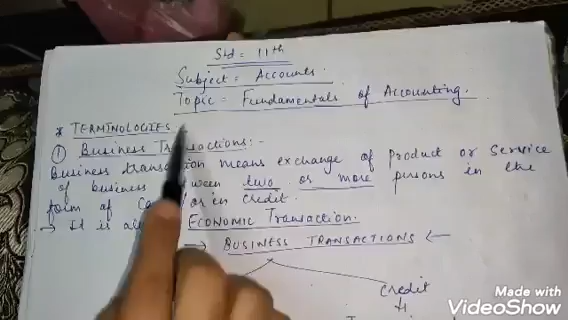 Std = 11th
Subject = Accounts.
Topic = Fundamentals of Accounting.
* TERMINOLOGIES
① Business Transactions:-
Business transaction means exchange of Product or Service
of business between two or more persons in the
form of or in credit.
→ It is ECONOMIC Transaction.
→ BUSINESS TRANSACTIONS ←
Credit
Made with
VideoShow